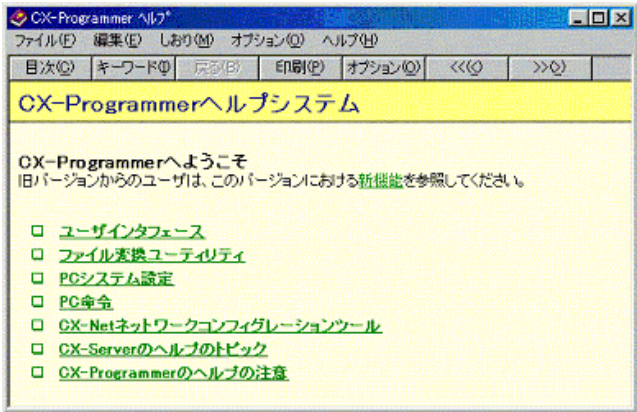 CX-Programmer ヘルプ
ファイル(F) 編集(E) しおり(M) オプション(O) ヘルプ(H)
目次(C) キーワード(I) 戻る(B) 印刷(P) オプション(O) <<(,) >>(.)
CX-Programmerヘルプシステム
CX-Programmerへようこそ
旧バージョンからのユーザは、このバージョンにおける新機能を参照してください。
ユーザインタフェース
ファイル変換ユーティリティ
PCシステム設定
PC命令
CX-Netネットワークコンフィグレーションツール
CX-Serverのヘルプのトピック
CX-Programmerのヘルプの注意